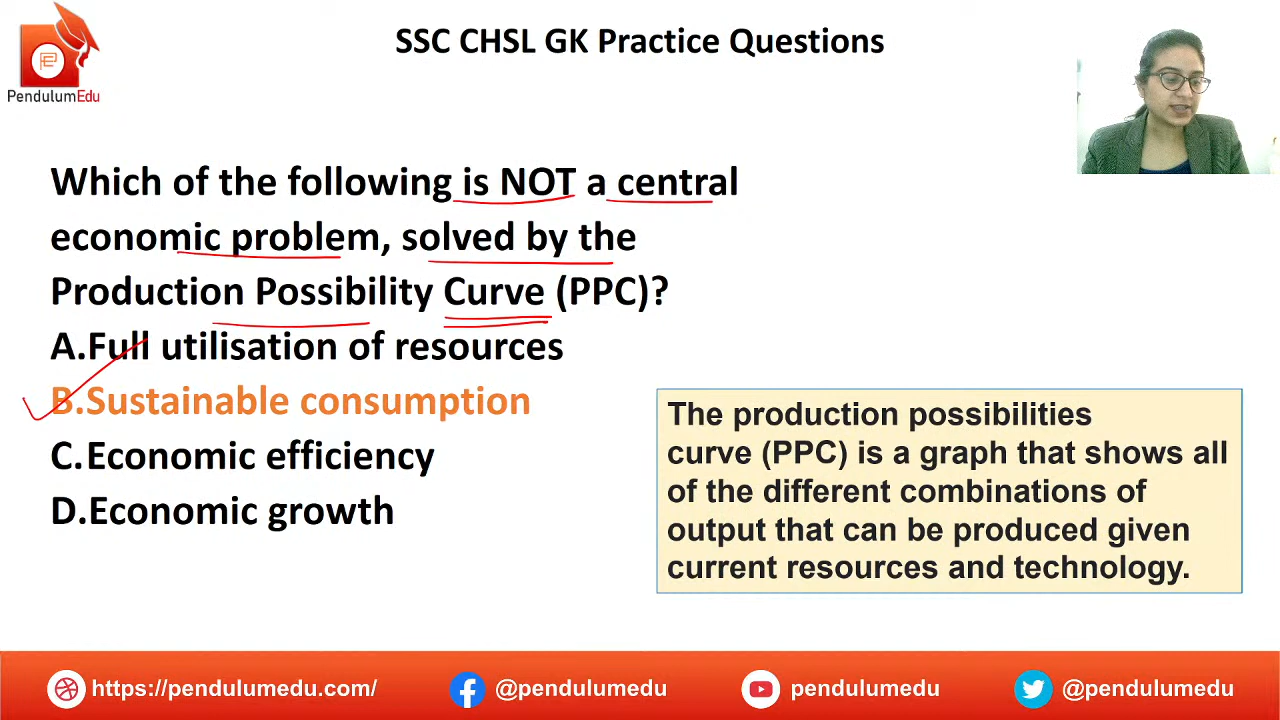 SSC CHSL GK Practice Questions
PendulumEdu
Which of the following is NOT a central
economic problem, solved by the
Production Possibility Curve (PPC)?
A.Full utilisation of resources
B.Sustainable consumption
C.Economic efficiency
D.Economic growth
The production possibilities
curve (PPC) is a graph that shows all
of the different combinations of
output that can be produced given
current resources and technology.
https://pendulumedu.com/
@pendulumedu
pendulumedu
@pendulumedu